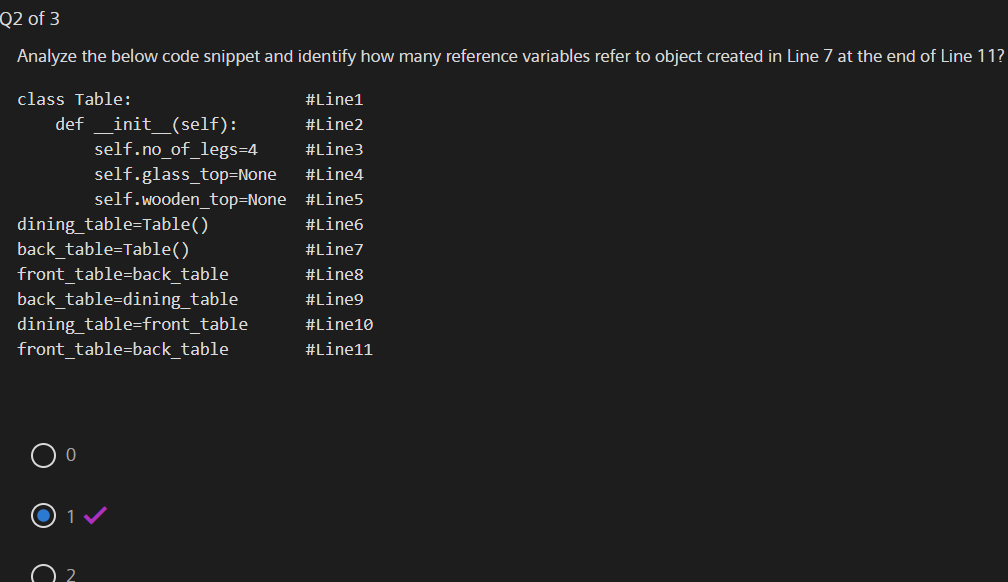 Q2 of 3
Analyze the below code snippet and identify how many reference variables refer to object created in Line 7 at the end of Line 11?
class Table:                  #Line1
    def __init__(self):       #Line2
        self.no_of_legs=4     #Line3
        self.glass_top=None   #Line4
        self.wooden_top=None  #Line5
dining_table=Table()          #Line6
back_table=Table()            #Line7
front_table=back_table        #Line8
back_table=dining_table       #Line9
dining_table=front_table      #Line10
front_table=back_table        #Line11
0
1
2